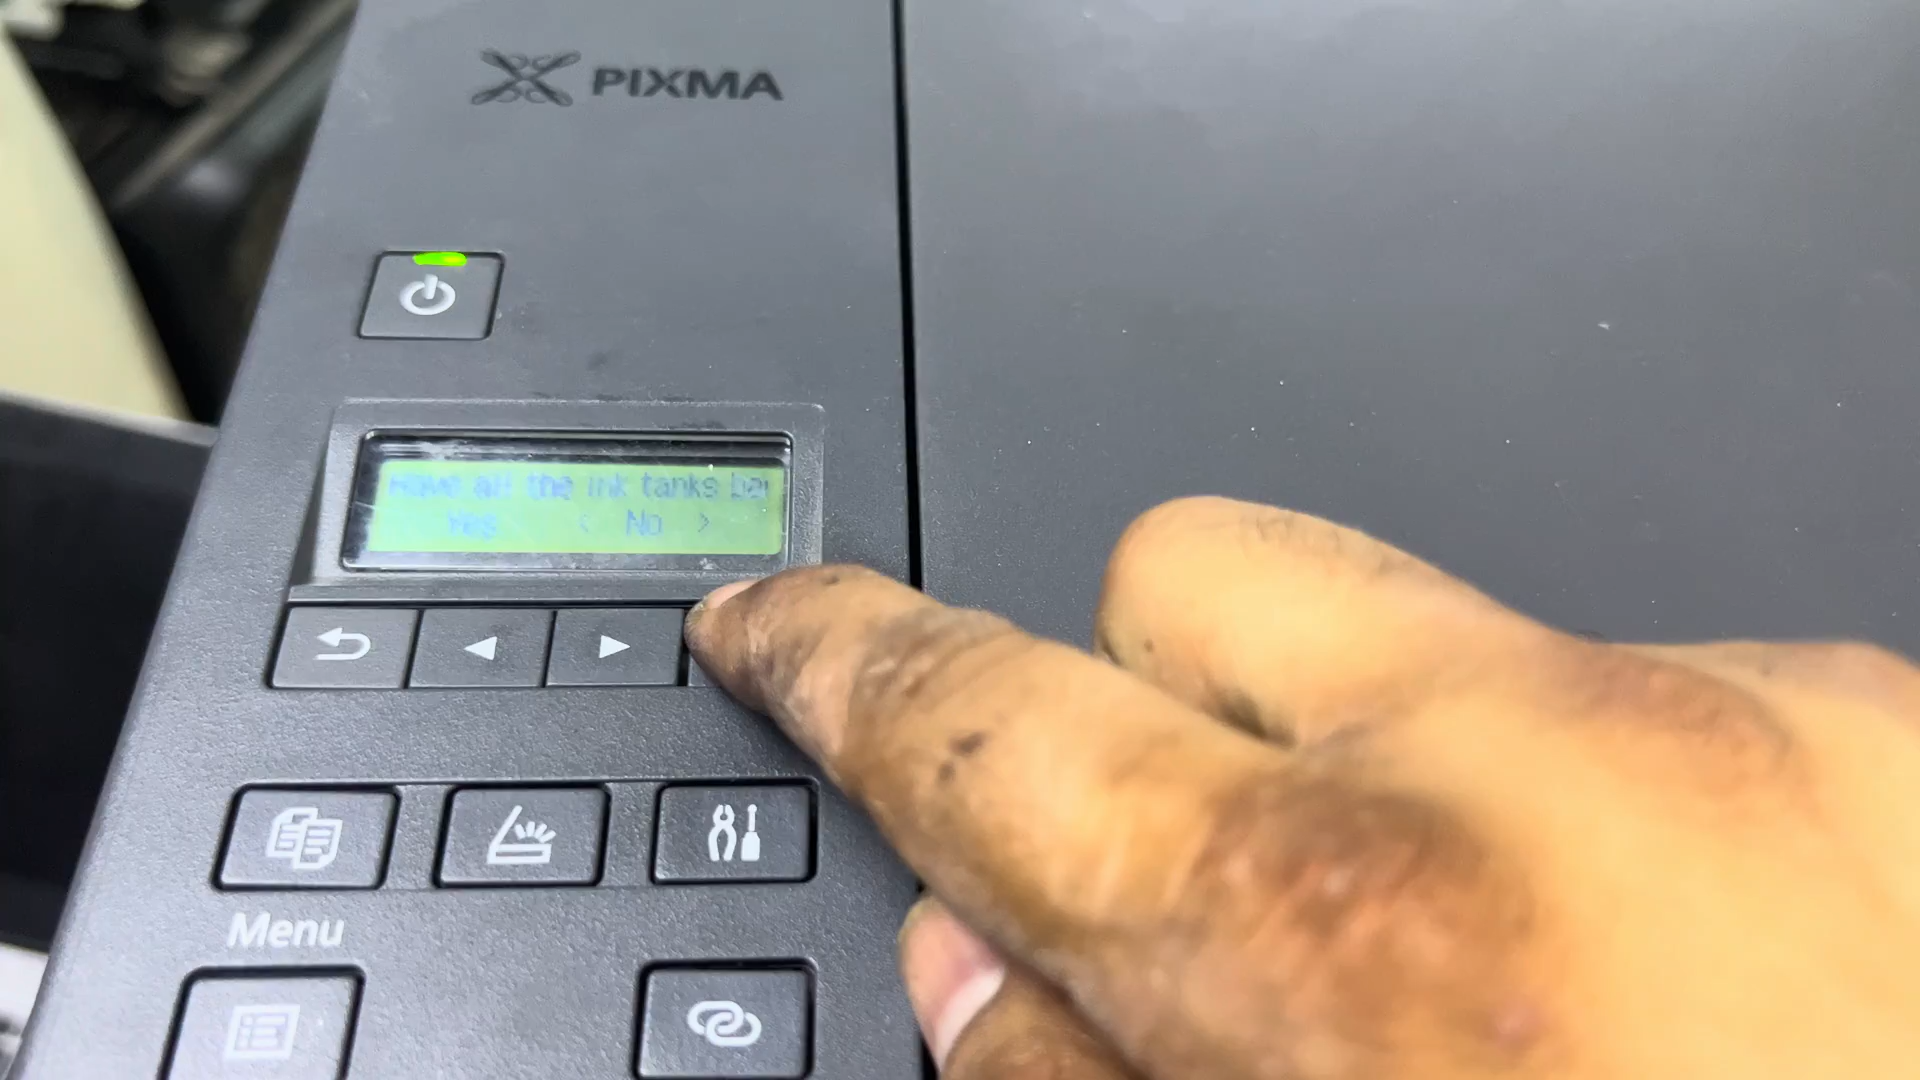 PIXMA
Have all the ink tanks be
Yes < No >
Menu